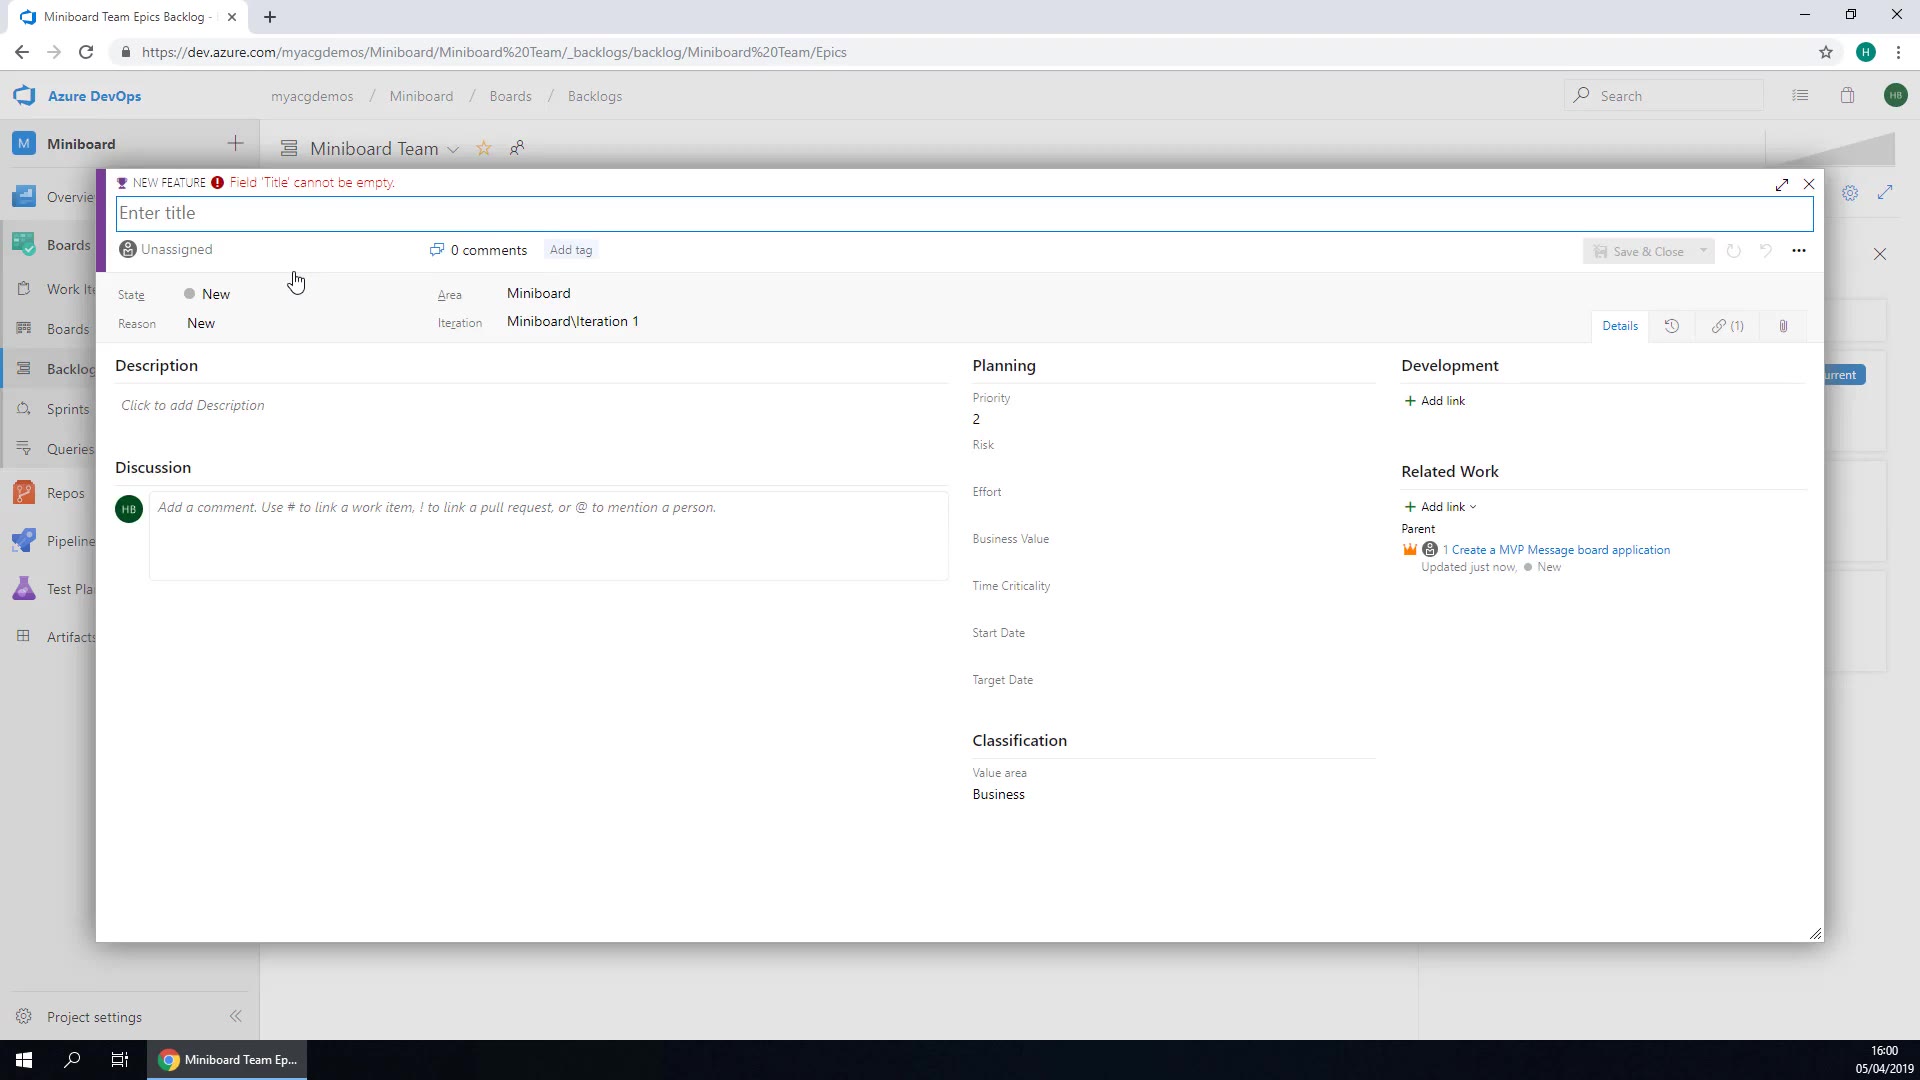 Miniboard Team Epics Backlog -
https://dev.azure.com/myacgdemos/Miniboard/Miniboard%20Team/_backlogs/backlog/Miniboard%20Team/Epics
H
Azure DevOps
myacgdemos / Miniboard / Boards / Backlogs
Search
HB
M Miniboard
Miniboard Team
NEW FEATURE Field 'Title' cannot be empty.
Enter title
Unassigned
0 comments
Add tag
Save & Close
State New
Area Miniboard
Reason New
Iteration Miniboard\Iteration 1
Details
(1)
Overvie
Boards
Work Ite
Boards
Backlog
Sprints
Queries
Repos
Pipeline
Test Pla
Artifacts
Project settings
Description
Click to add Description
Discussion
HB
Add a comment. Use # to link a work item, ! to link a pull request, or @ to mention a person.
Planning
Priority
2
Risk
Effort
Business Value
Time Criticality
Start Date
Target Date
Classification
Value area
Business
Development
+ Add link
Related Work
+ Add link
Parent
1 Create a MVP Message board application
Updated just now, New
urrent
Miniboard Team Ep...
16:00
05/04/2019